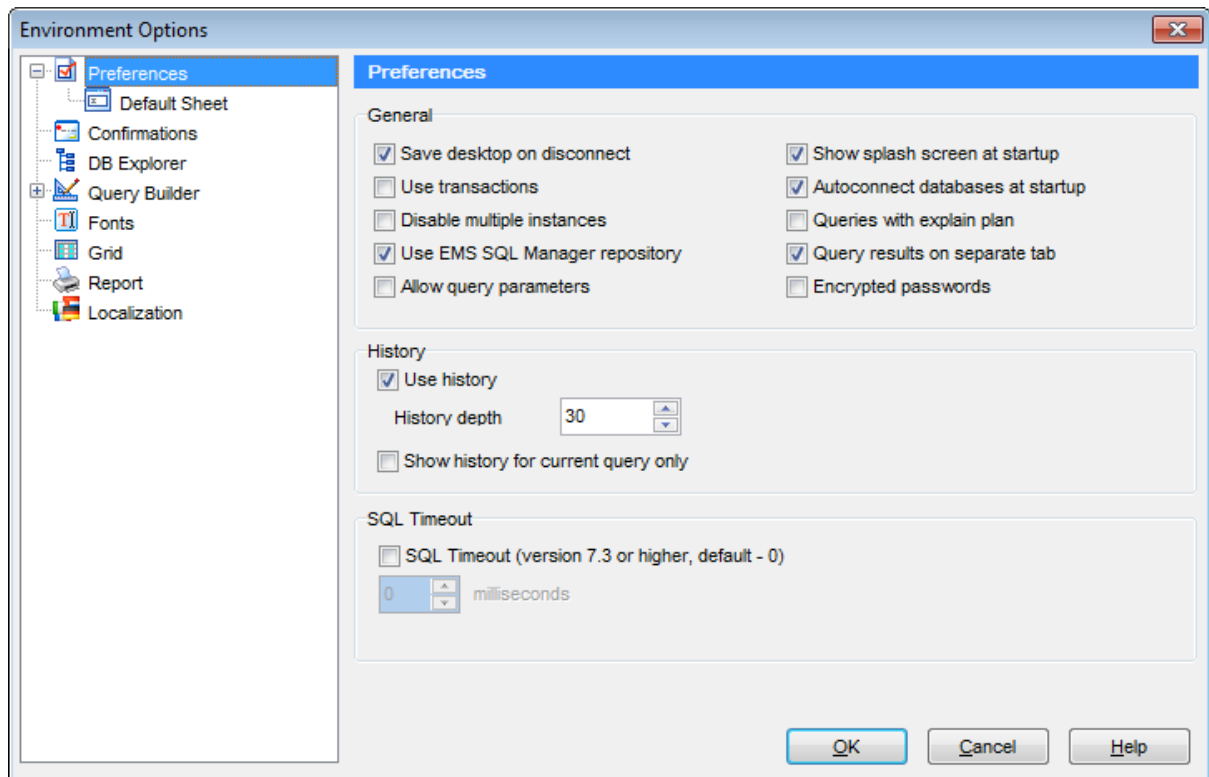 Environment Options
Preferences
Default Sheet
Confirmations
DB Explorer
Query Builder
Fonts
Grid
Report
Localization
Preferences
General
Save desktop on disconnect
Show splash screen at startup
Use transactions
Autoconnect databases at startup
Disable multiple instances
Queries with explain plan
Use EMS SQL Manager repository
Query results on separate tab
Allow query parameters
Encrypted passwords
History
Use history
History depth 30
Show history for current query only
SQL Timeout
SQL Timeout (version 7.3 or higher, default - 0)
0 milliseconds
OK Cancel Help